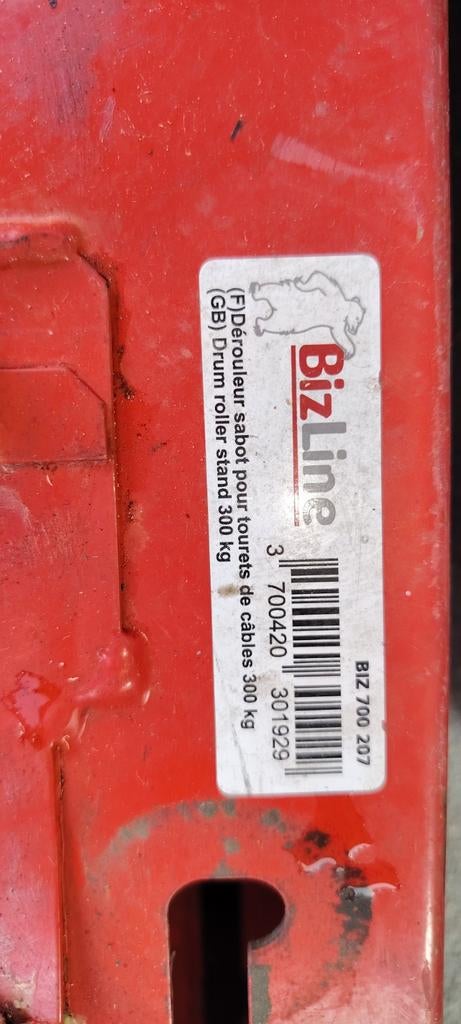 BizLine
BIZ 700 207
3 700420 301929
(F)Dérouleur sabot pour tourets de câbles 300 kg
(GB) Drum roller stand 300 kg